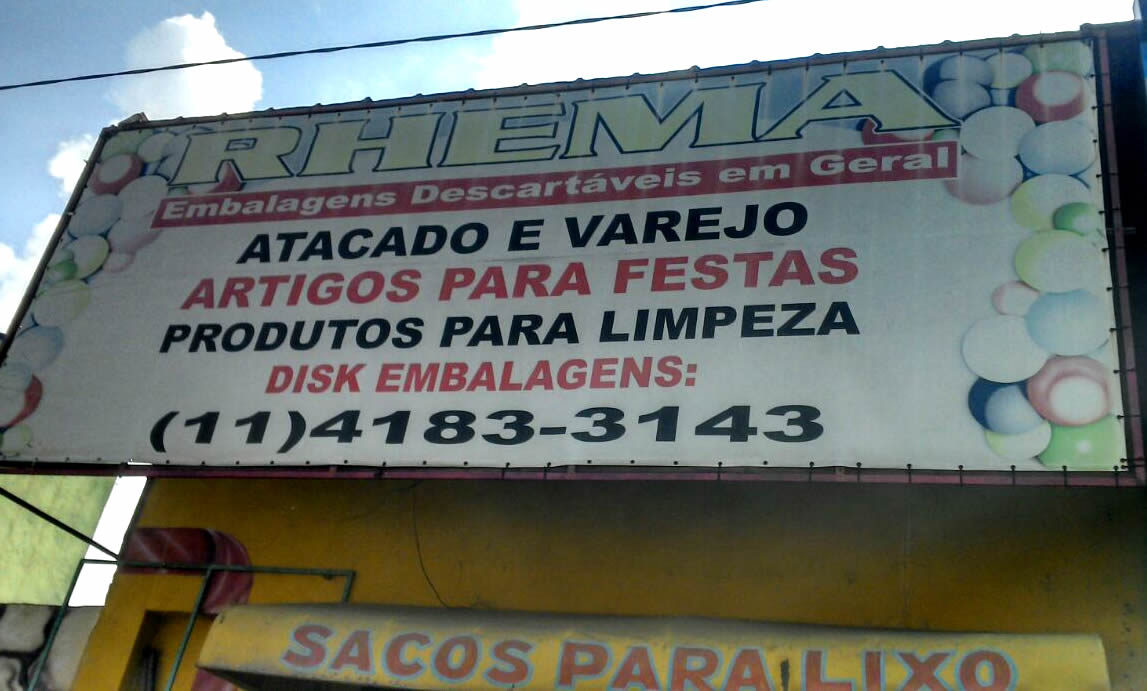 RHEMA
Embalagens Descartáveis em Geral
ATACADO E VAREJO
ARTIGOS PARA FESTAS
PRODUTOS PARA LIMPEZA
DISK EMBALAGENS:
(11)4183-3143
SACOS PARA LIXO